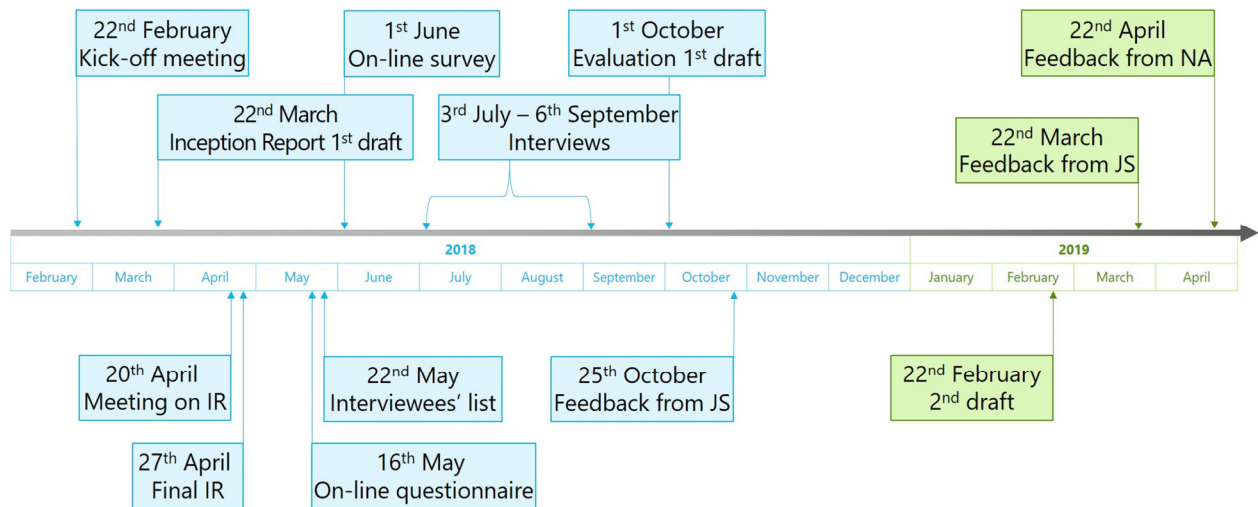 22nd February
Kick-off meeting
1st June
On-line survey
1st October
Evaluation 1st draft
22nd April
Feedback from NA
22nd March
Inception Report 1st draft
3rd July – 6th September
Interviews
22nd March
Feedback from JS
2018
2019
February
March
April
May
June
July
August
September
October
November
December
January
February
March
April
20th April
Meeting on IR
22nd May
Interviewees’ list
25th October
Feedback from JS
22nd February
2nd draft
27th April
Final IR
16th May
On-line questionnaire